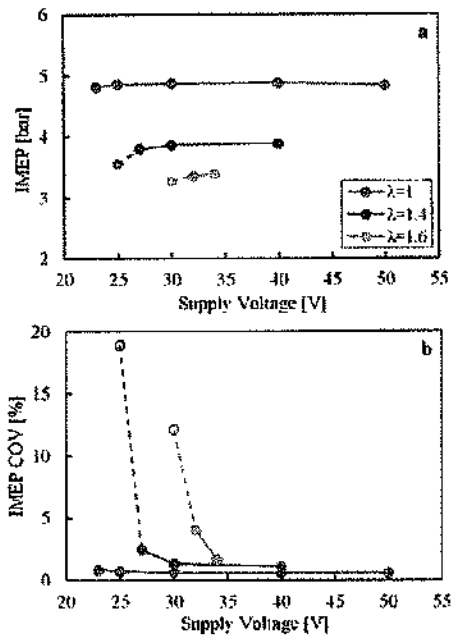 6
a
5
4
3
2
IMEP [bar]
λ=1
λ=1.4
λ=1.6
20 25 30 35 40 45 50 55
Supply Voltage [V]
20
b
15
10
5
0
IMEP COV [%]
20 25 30 35 40 45 50 55
Supply Voltage [V]